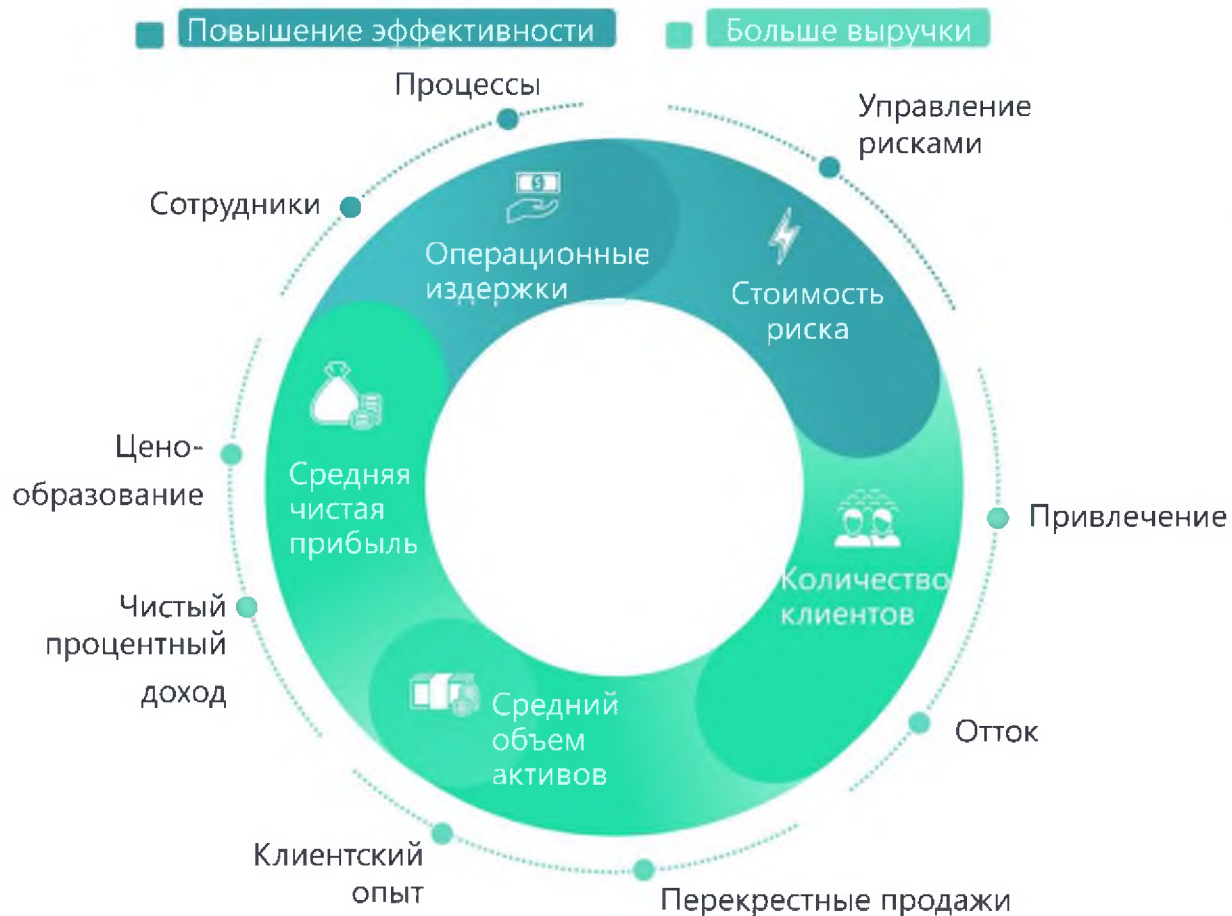 Повышение эффективности
Больше выручки
Процессы
Управление
рисками
Сотрудники
Операционные
издержки
Стоимость
риска
Цено-
образование
Средняя
чистая
прибыль
Привлечение
Количество
клиентов
Чистый
процентный
доход
Средний
объем
активов
Отток
Клиентский
опыт
Перекрестные продажи